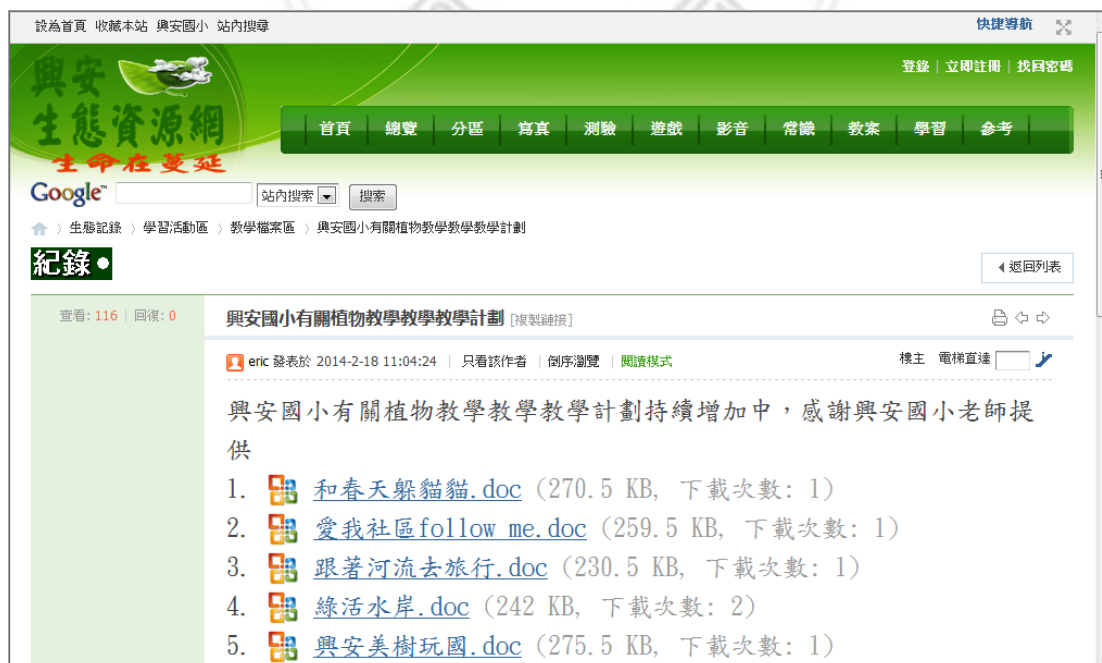 設為首頁 收藏本站 興安國小 站內搜尋 快捷導航
登錄 | 立即註冊 | 找回密碼
興安
生態資源網
生命在蔓延
首頁 總覽 分區 寫真 測驗 遊戲 影音 常識 教案 學習 參考
Google™ 站內搜索 搜索
生態記錄 〉 學習活動區 〉 教學檔案區 〉 興安國小有關植物教學教學教學計劃
紀錄•
返回列表
查看: 116 | 回復: 0
興安國小有關植物教學教學教學計劃 [複製鏈接]
eric 發表於 2014-2-18 11:04:24 | 只看該作者 | 倒序瀏覽 | 閱讀模式 樓主 電梯直達
興安國小有關植物教學教學教學計劃持續增加中，感謝興安國小老師提
供
1. 和春天躲貓貓.doc (270.5 KB, 下載次數: 1)
2. 愛我社區follow me.doc (259.5 KB, 下載次數: 1)
3. 跟著河流去旅行.doc (230.5 KB, 下載次數: 1)
4. 綠活水岸.doc (242 KB, 下載次數: 2)
5. 興安美樹玩國.doc (275.5 KB, 下載次數: 1)